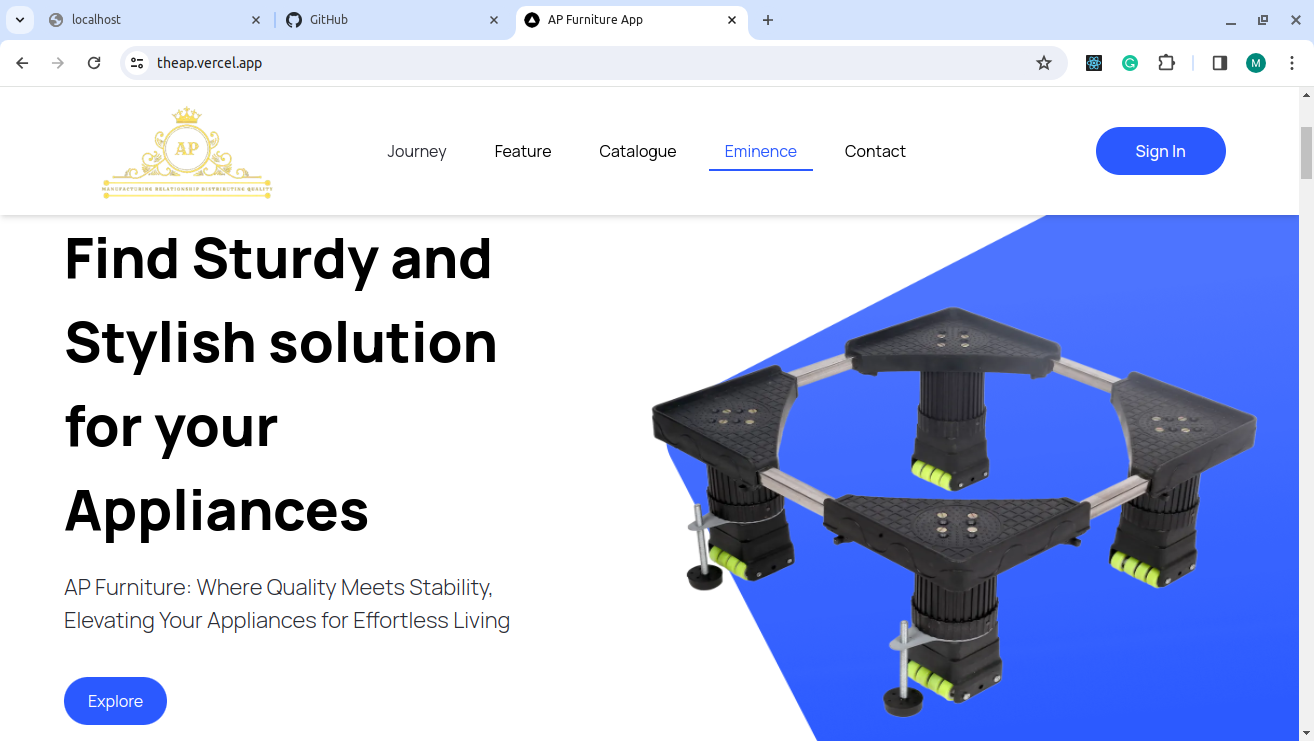 localhost
GitHub
AP Furniture App
theap.vercel.app
M
AP
MANUFACTURING RELATIONSHIP DISTRIBUTION QUALITY
Journey
Feature
Catalogue
Eminence
Contact
Sign In
Find Sturdy and
Stylish solution
for your
Appliances
AP Furniture: Where Quality Meets Stability,
Elevating Your Appliances for Effortless Living
Explore